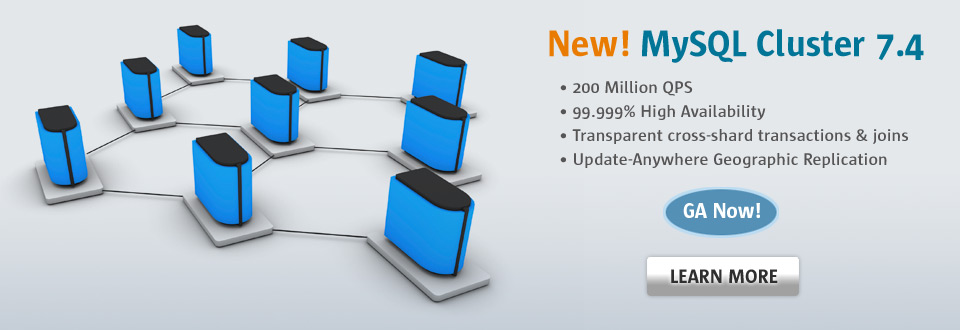 New! MySQL Cluster 7.4
• 200 Million QPS
• 99.999% High Availability
• Transparent cross-shard transactions & joins
• Update-Anywhere Geographic Replication
GA Now!
LEARN MORE